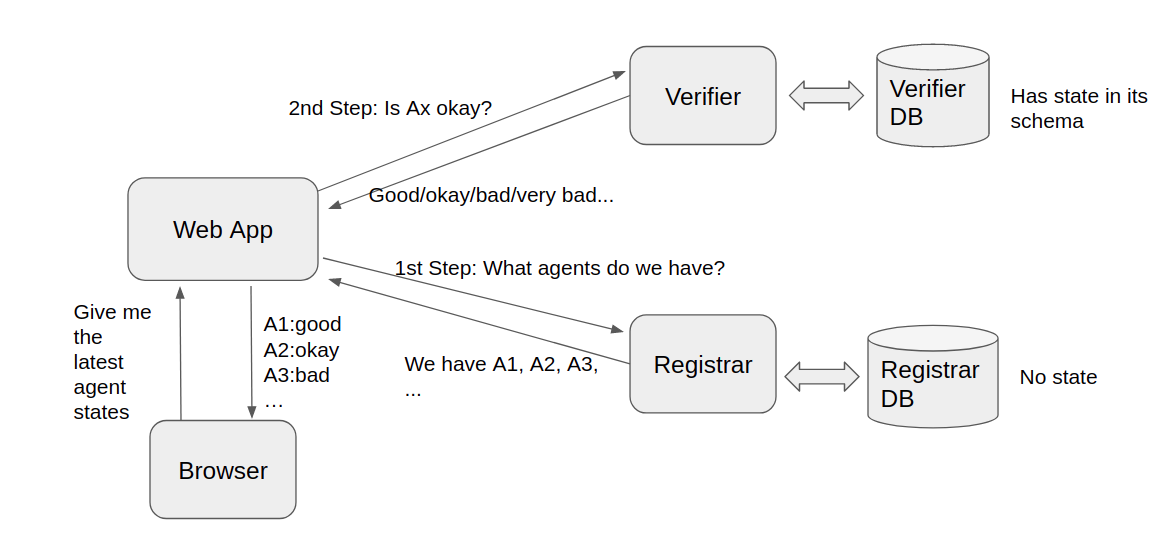 2nd Step: Is Ax okay?
Verifier
Verifier
DB
Has state in its
schema
Good/okay/bad/very bad...
Web App
1st Step: What agents do we have?
Give me
the
latest
agent
states
A1:good
A2:okay
A3:bad
…
We have A1, A2, A3,
...
Registrar
Registrar
DB
No state
Browser